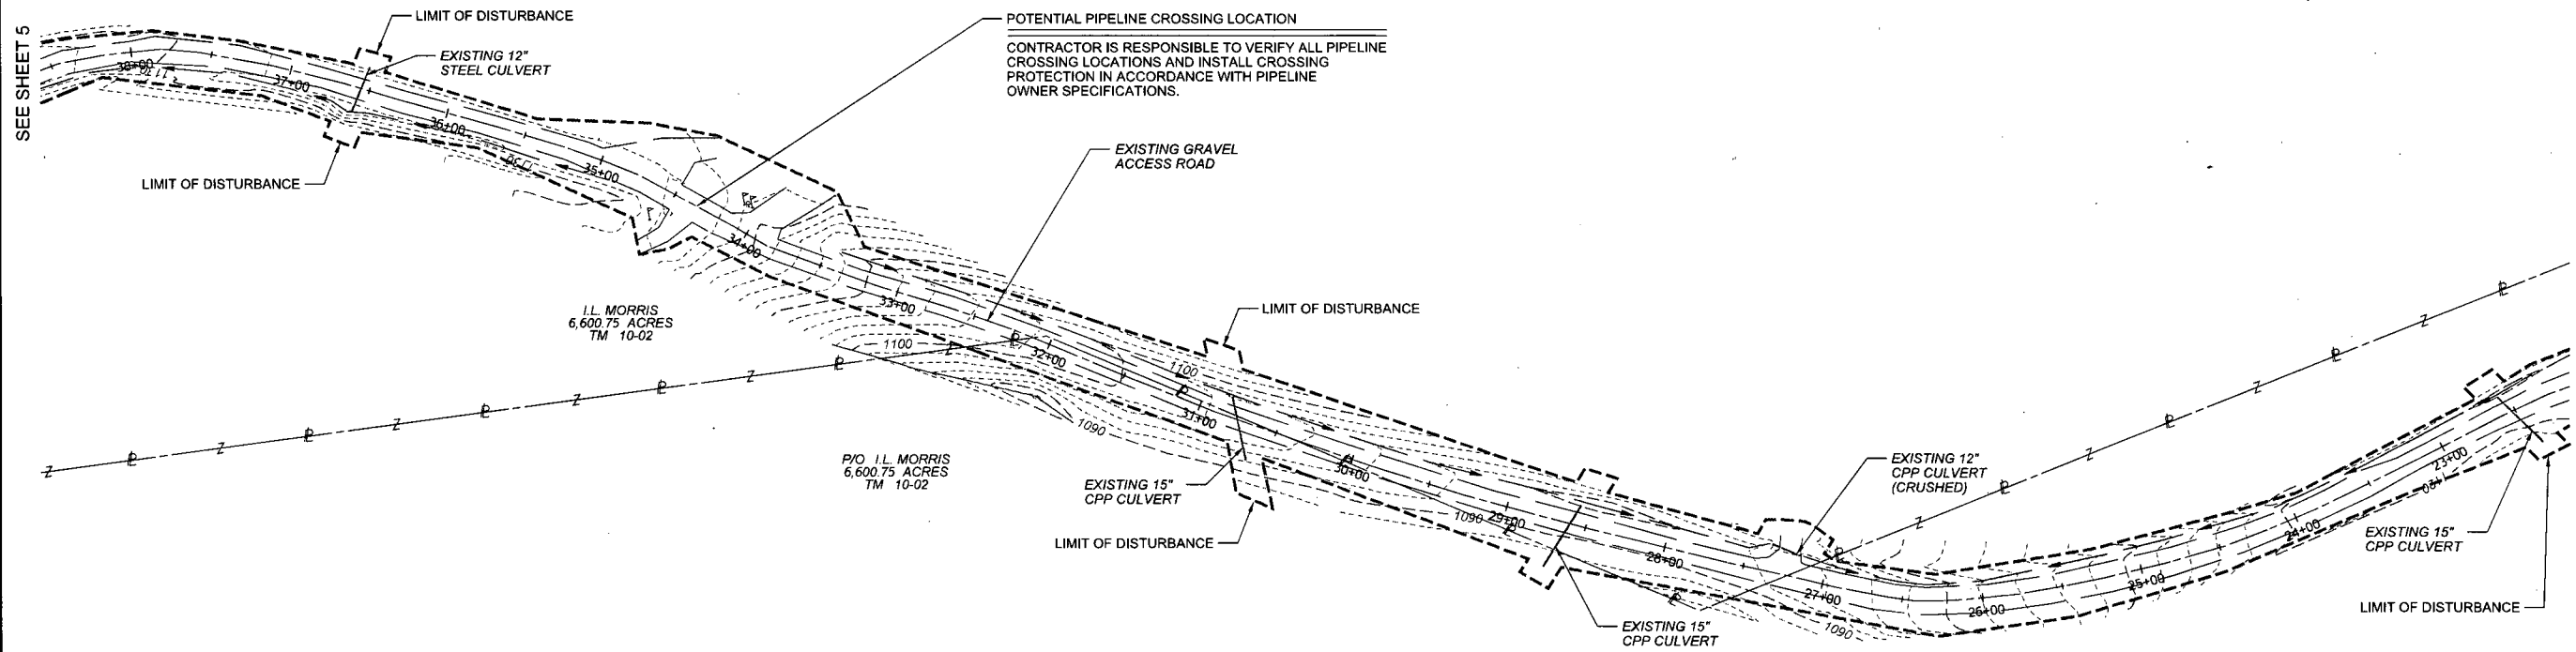 SEE SHEET 5
LIMIT OF DISTURBANCE
EXISTING 12"
STEEL CULVERT
LIMIT OF DISTURBANCE
POTENTIAL PIPELINE CROSSING LOCATION
CONTRACTOR IS RESPONSIBLE TO VERIFY ALL PIPELINE
CROSSING LOCATIONS AND INSTALL CROSSING
PROTECTION IN ACCORDANCE WITH PIPELINE
OWNER SPECIFICATIONS.
EXISTING GRAVEL
ACCESS ROAD
38+00
37+00
36+00
35+00
34+00
33+00
32+00
31+00
30+00
29+00
28+00
27+00
26+00
25+00
24+00
23+00
I.L. MORRIS
6,600.75 ACRES
TM 10-02
1100
1100
1090
LIMIT OF DISTURBANCE
P/O I.L. MORRIS
6,600.75 ACRES
TM 10-02
EXISTING 15"
CPP CULVERT
LIMIT OF DISTURBANCE
1090
EXISTING 12"
CPP CULVERT
(CRUSHED)
EXISTING 15"
CPP CULVERT
1090
EXISTING 15"
CPP CULVERT
LIMIT OF DISTURBANCE